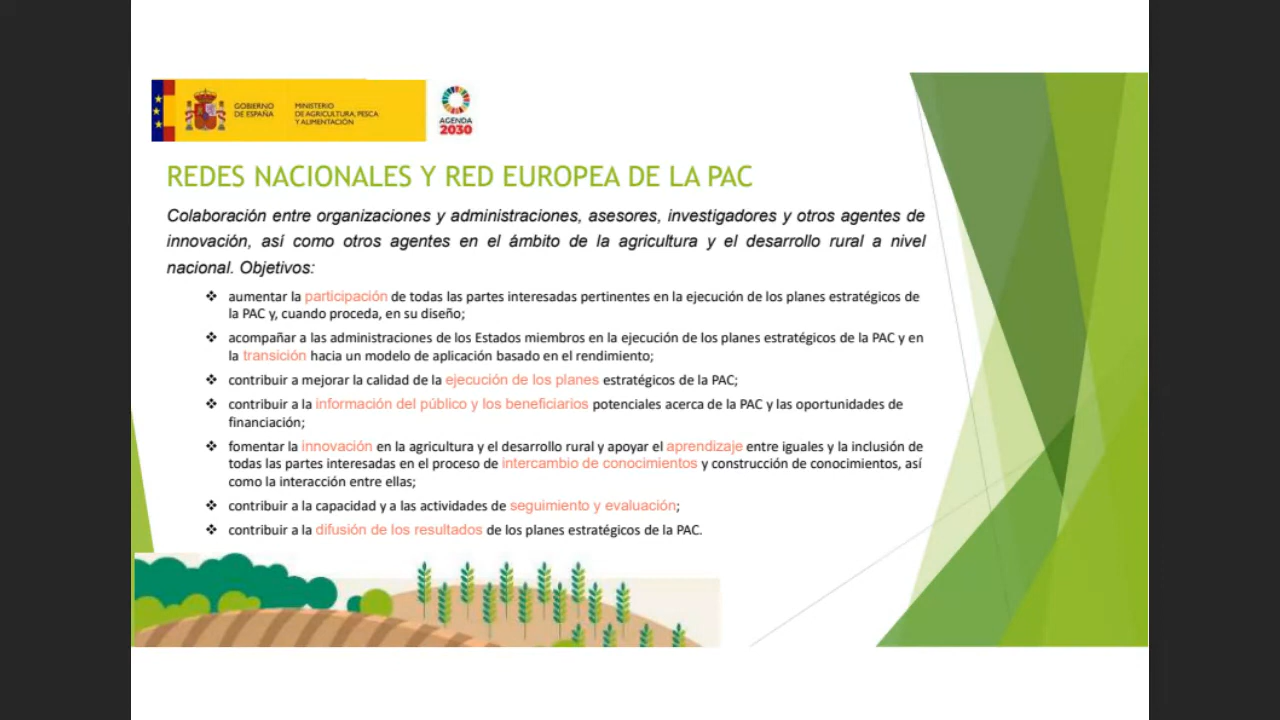 GOBIERNO
DE ESPAÑA
MINISTERIO
DE AGRICULTURA, PESCA
Y ALIMENTACIÓN
AGENDA
2030
REDES NACIONALES Y RED EUROPEA DE LA PAC
Colaboración entre organizaciones y administraciones, asesores, investigadores y otros agentes de
innovación, así como otros agentes en el ámbito de la agricultura y el desarrollo rural a nivel
nacional. Objetivos:
❖ aumentar la participación de todas las partes interesadas pertinentes en la ejecución de los planes estratégicos de
la PAC y, cuando proceda, en su diseño;
❖ acompañar a las administraciones de los Estados miembros en la ejecución de los planes estratégicos de la PAC y en
la transición hacia un modelo de aplicación basado en el rendimiento;
❖ contribuir a mejorar la calidad de la ejecución de los planes estratégicos de la PAC;
❖ contribuir a la información del público y los beneficiarios potenciales acerca de la PAC y las oportunidades de
financiación;
❖ fomentar la innovación en la agricultura y el desarrollo rural y apoyar el aprendizaje entre iguales y la inclusión de
todas las partes interesadas en el proceso de intercambio de conocimientos y construcción de conocimientos, así
como la interacción entre ellas;
❖ contribuir a la capacidad y a las actividades de seguimiento y evaluación;
❖ contribuir a la difusión de los resultados de los planes estratégicos de la PAC.